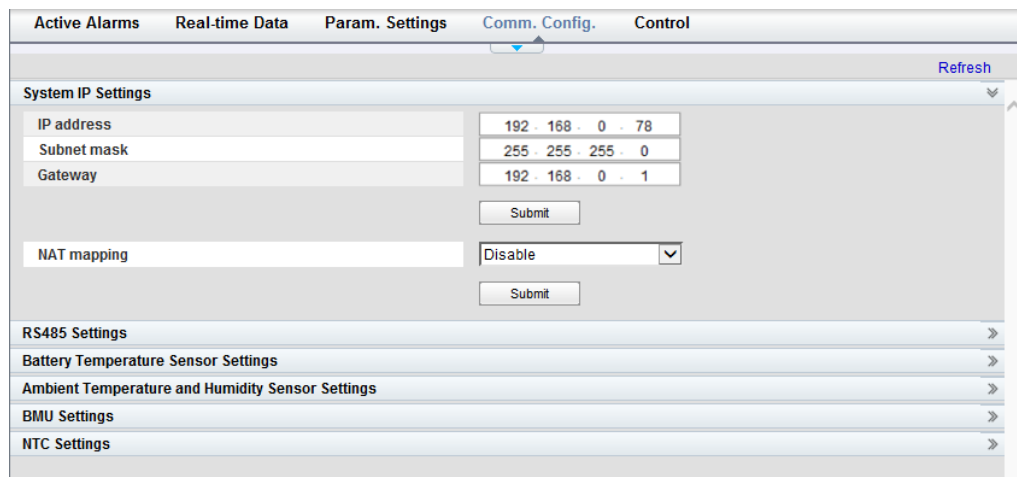 Active Alarms Real-time Data Param. Settings Comm. Config. Control
Refresh
System IP Settings
IP address 192 . 168 . 0 . 78
Subnet mask 255 . 255 . 255 . 0
Gateway 192 . 168 . 0 . 1
Submit
NAT mapping Disable
Submit
RS485 Settings
Battery Temperature Sensor Settings
Ambient Temperature and Humidity Sensor Settings
BMU Settings
NTC Settings